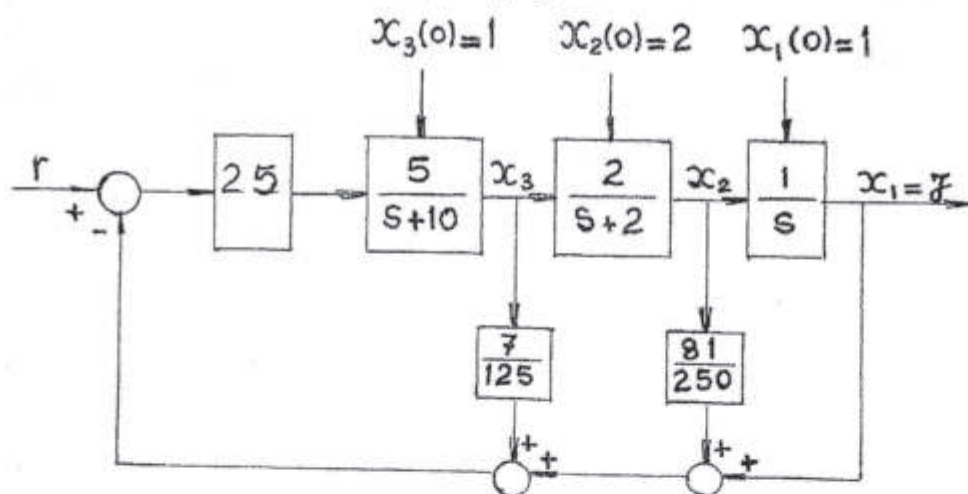 x₃(0)=1 x₂(0)=2 x₁(0)=1
r + - 25 5/(s+10) x₃ 2/(s+2) x₂ 1/s x₁=y
7/125 81/250
+ + + +